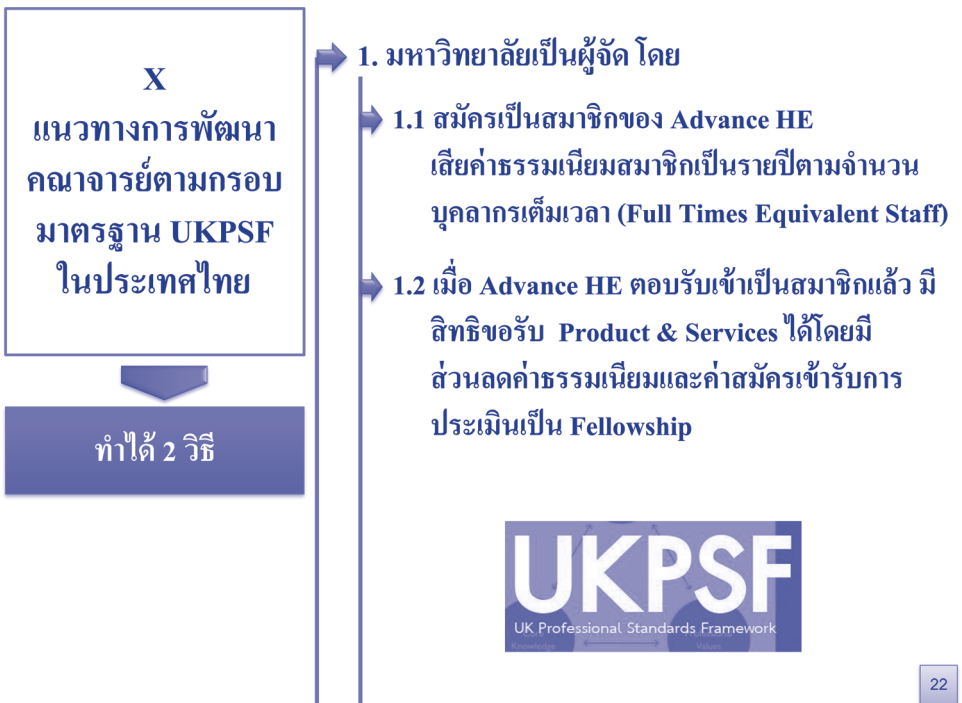 X
แนวทางการพัฒนา
คณาจารย์ตามกรอบ
มาตรฐาน UKPSF
ในประเทศไทย
ทำได้ 2 วิธี
1. มหาวิทยาลัยเป็นผู้จัด โดย
1.1 สมัครเป็นสมาชิกของ Advance HE
เสียค่าธรรมเนียมสมาชิกเป็นรายปีตามจำนวน
บุคลากรเต็มเวลา (Full Times Equivalent Staff)
1.2 เมื่อ Advance HE ตอบรับเข้าเป็นสมาชิกแล้ว มี
สิทธิขอรับ Product & Services ได้โดยมี
ส่วนลดค่าธรรมเนียมและค่าสมัครเข้ารับการ
ประเมินเป็น Fellowship
UKPSF
UK Professional Standards Framework
Knowledge
Values
22